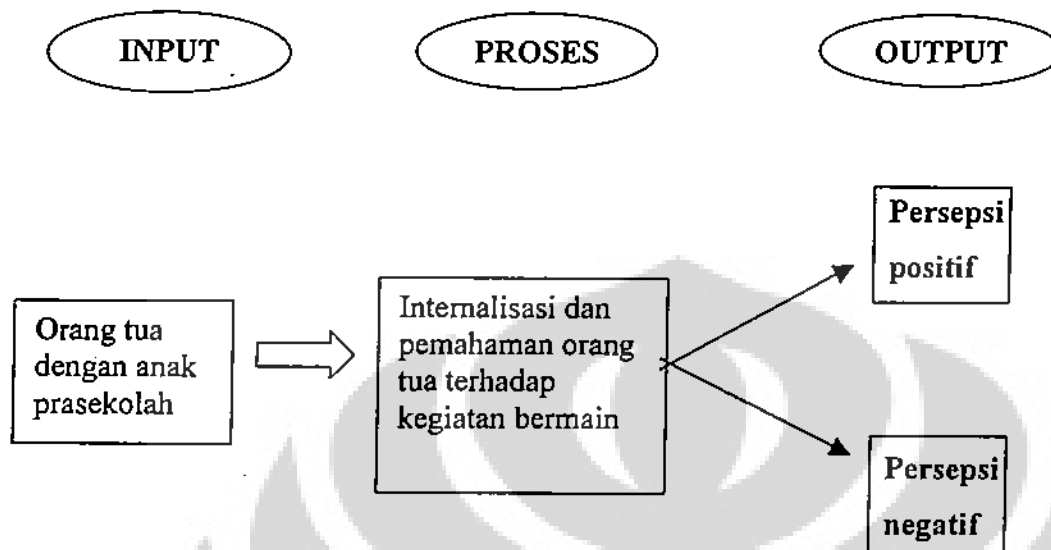 INPUT
PROSES
OUTPUT
Orang tua
dengan anak
prasekolah
Internalisasi dan
pemahaman orang
tua terhadap
kegiatan bermain
Persepsi
positif
Persepsi
negatif